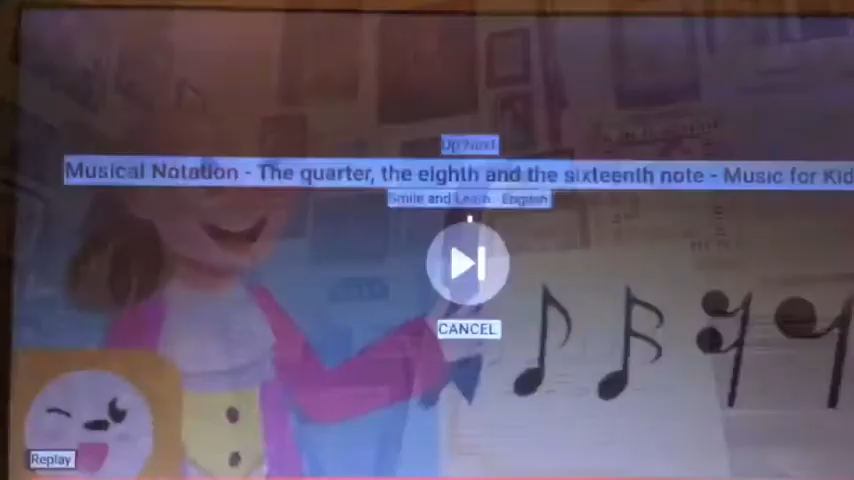 Up Next
Musical Notation - The quarter, the eighth and the sixteenth note - Music for Kid
Smile and Learn - English
CANCEL
Replay